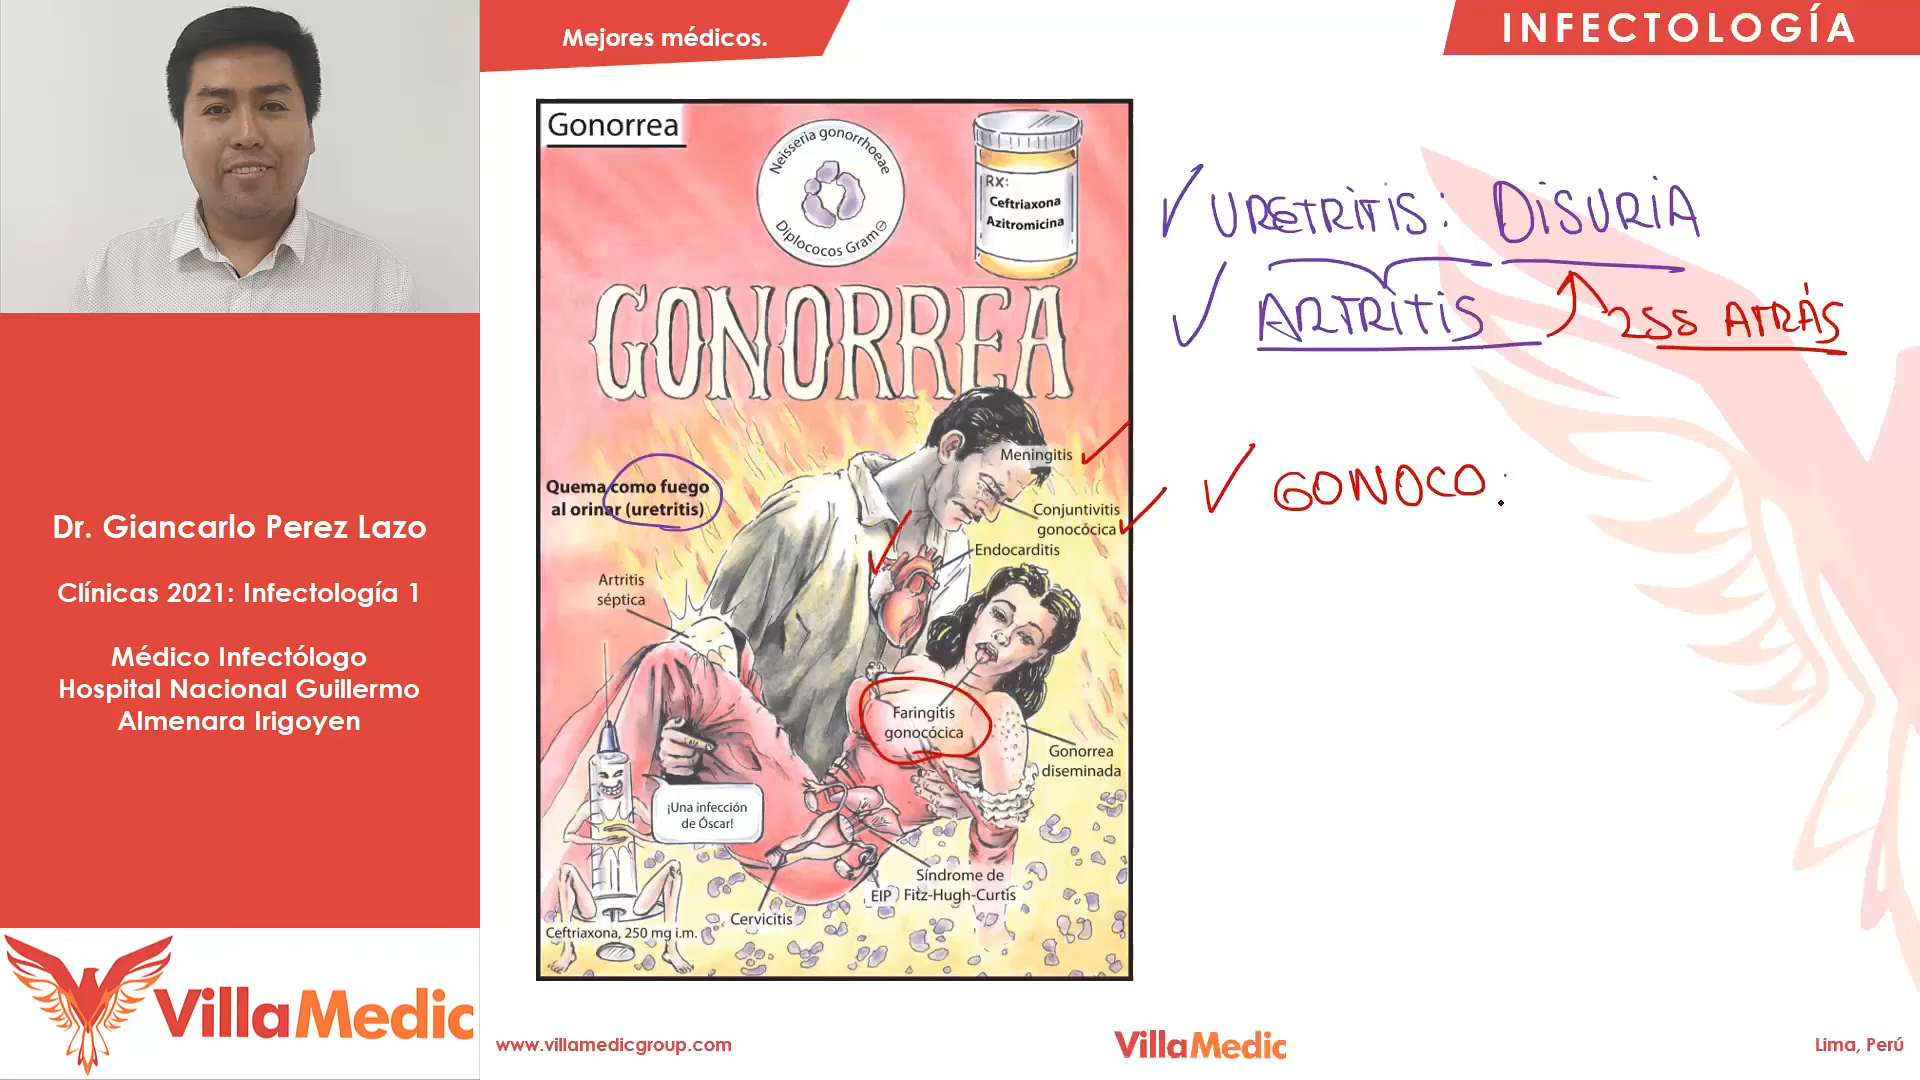 Mejores médicos.
INFECTOLOGÍA
Gonorrea
Neisseria gonorrhoeae
Diplococos Gram⊖
RX:
Ceftriaxona
Azitromicina
GONORREA
Meningitis
Quema como fuego
al orinar (uretritis)
Conjuntivitis
gonocócica
Endocarditis
Artritis
séptica
Faringitis
gonocócica
Gonorrea
diseminada
¡Una infección
de Óscar!
Síndrome de
Fitz-Hugh-Curtis
EIP
Cervicitis
Ceftriaxona, 250 mg i.m.
✓ URETRITIS: DISURIA
✓ ARTRITIS
2SS ATRÁS
✓ GONOCO:
Dr. Giancarlo Perez Lazo
Clínicas 2021: Infectología 1
Médico Infectólogo
Hospital Nacional Guillermo
Almenara Irigoyen
VillaMedic
www.villamedicgroup.com
VillaMedic
Lima, Perú